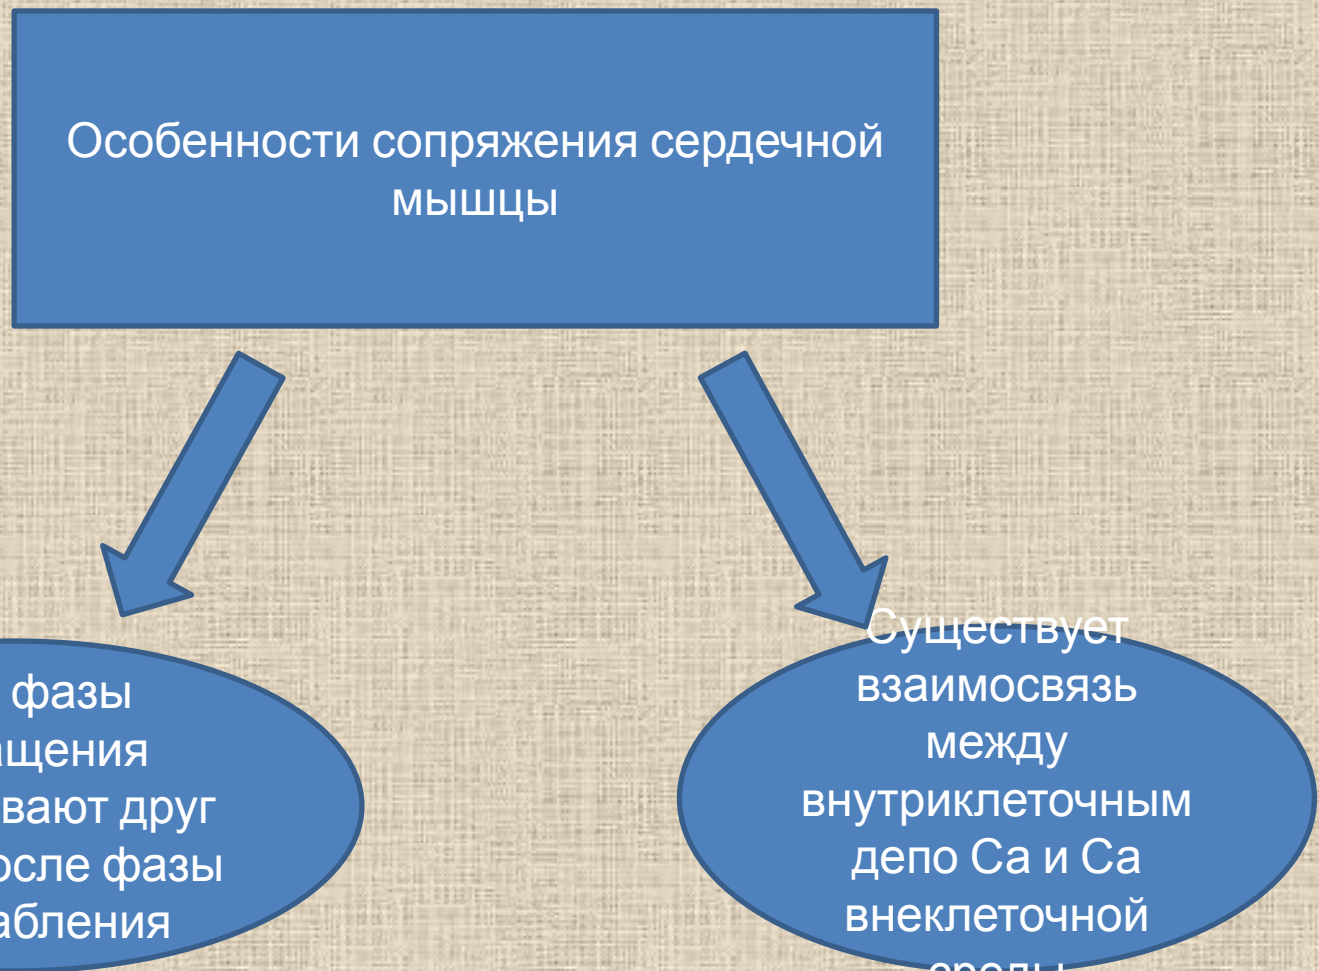 Особенности сопряжения сердечной
мышцы
фазы
ащения
вают друг
осле фазы
абления
Существует
взаимосвязь
между
внутриклеточным
депо Са и Са
внеклеточной
среды